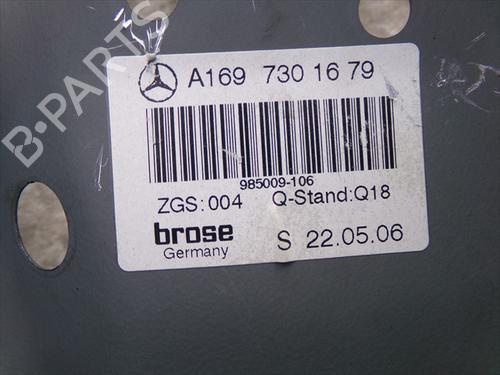 B-PARTS
A169 730 16 79
985009-106
ZGS:004 Q-Stand:Q18
brose
Germany
S 22.05.06